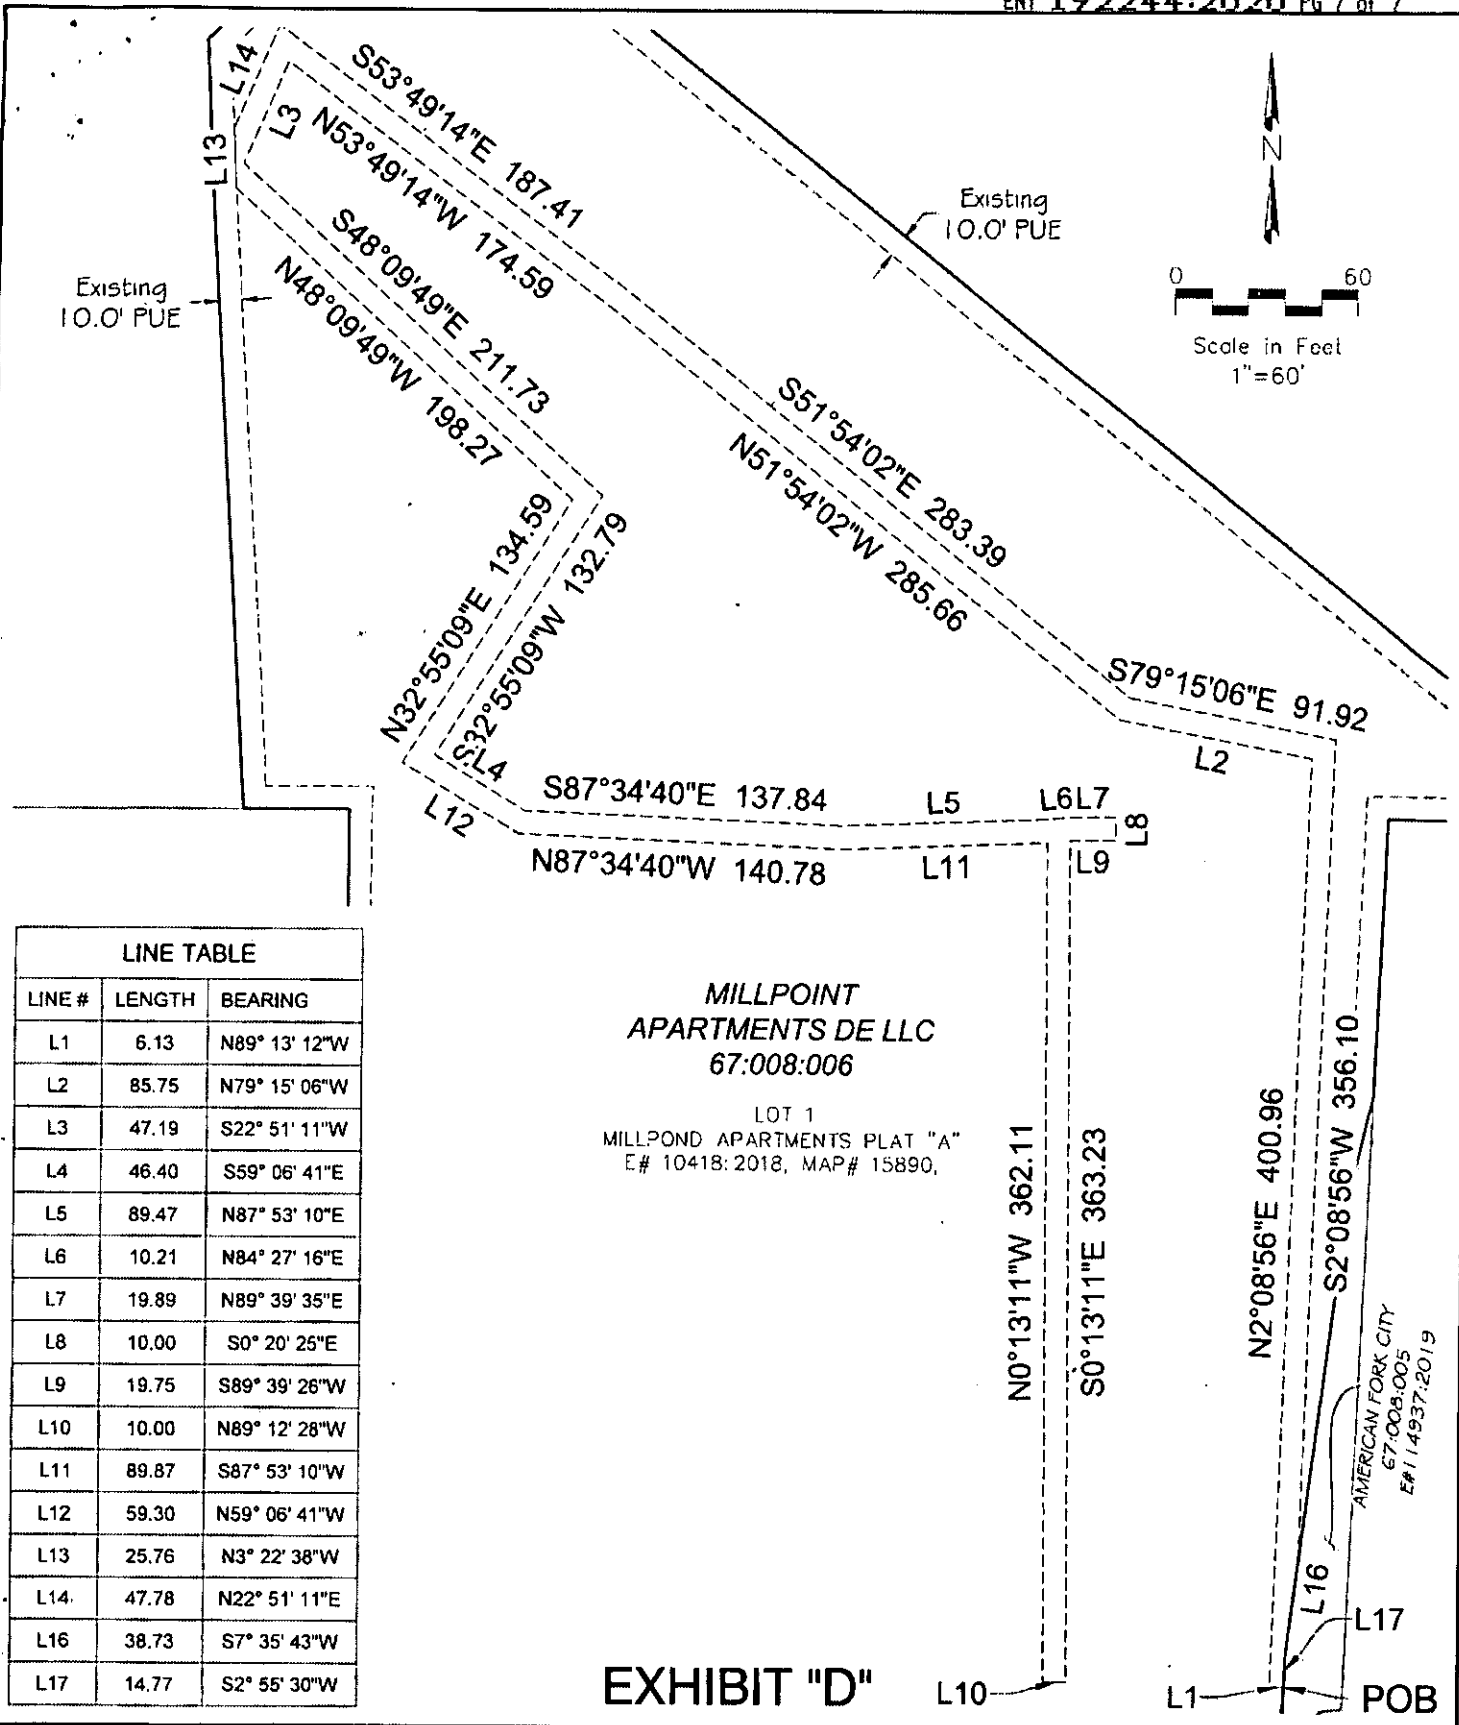 ENT 192244:2020 PG 7 of 7
L14
S53°49'14"E 187.41
L3
N53°49'14"W 174.59
L13
S48°09'49"E 211.73
N48°09'49"W 198.27
Existing
10.0' PUE
Existing
10.0' PUE
N
0 60
Scale in Feet
1"=60'
S51°54'02"E 283.39
N51°54'02"W 285.66
N32°55'09"E 134.59
S32°55'09"W 132.79
S79°15'06"E 91.92
L2
L4
L12
S87°34'40"E 137.84
L5
L6 L7
L8
N87°34'40"W 140.78
L11
L9
LINE TABLE
LINE # LENGTH BEARING
L1 6.13 N89° 13' 12"W
L2 85.75 N79° 15' 06"W
L3 47.19 S22° 51' 11"W
L4 46.40 S59° 06' 41"E
L5 89.47 N87° 53' 10"E
L6 10.21 N84° 27' 16"E
L7 19.89 N89° 39' 35"E
L8 10.00 S0° 20' 25"E
L9 19.75 S89° 39' 26"W
L10 10.00 N89° 12' 28"W
L11 89.87 S87° 53' 10"W
L12 59.30 N59° 06' 41"W
L13 25.76 N3° 22' 38"W
L14 47.78 N22° 51' 11"E
L16 38.73 S7° 35' 43"W
L17 14.77 S2° 55' 30"W
MILLPOINT
APARTMENTS DE LLC
67:008:006
LOT 1
MILLPOND APARTMENTS PLAT "A"
E# 10418:2018, MAP# 15890,
N0°13'11"W 362.11
S0°13'11"E 363.23
N2°08'56"E 400.96
S2°08'56"W 356.10
AMERICAN FORK CITY
67:008:005
E#114937:2019
L16
L17
EXHIBIT "D"
L10
L1
POB